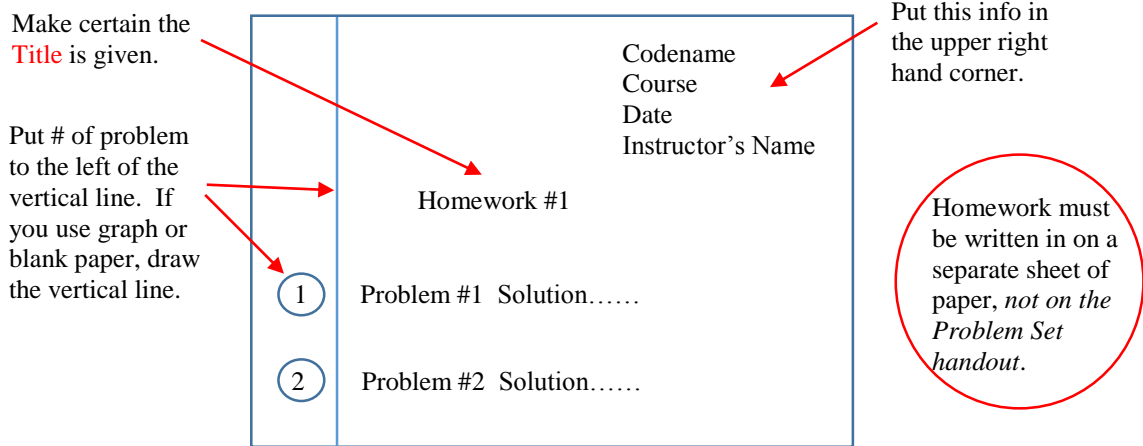 Make certain the
Title is given.
Put this info in
the upper right
hand corner.
Codename
Course
Date
Instructor’s Name
Put # of problem
to the left of the
vertical line.  If
you use graph or
blank paper, draw
the vertical line.
Homework #1
Homework must
be written in on a
separate sheet of
paper, not on the
Problem Set
handout.
1 Problem #1  Solution……
2 Problem #2  Solution……